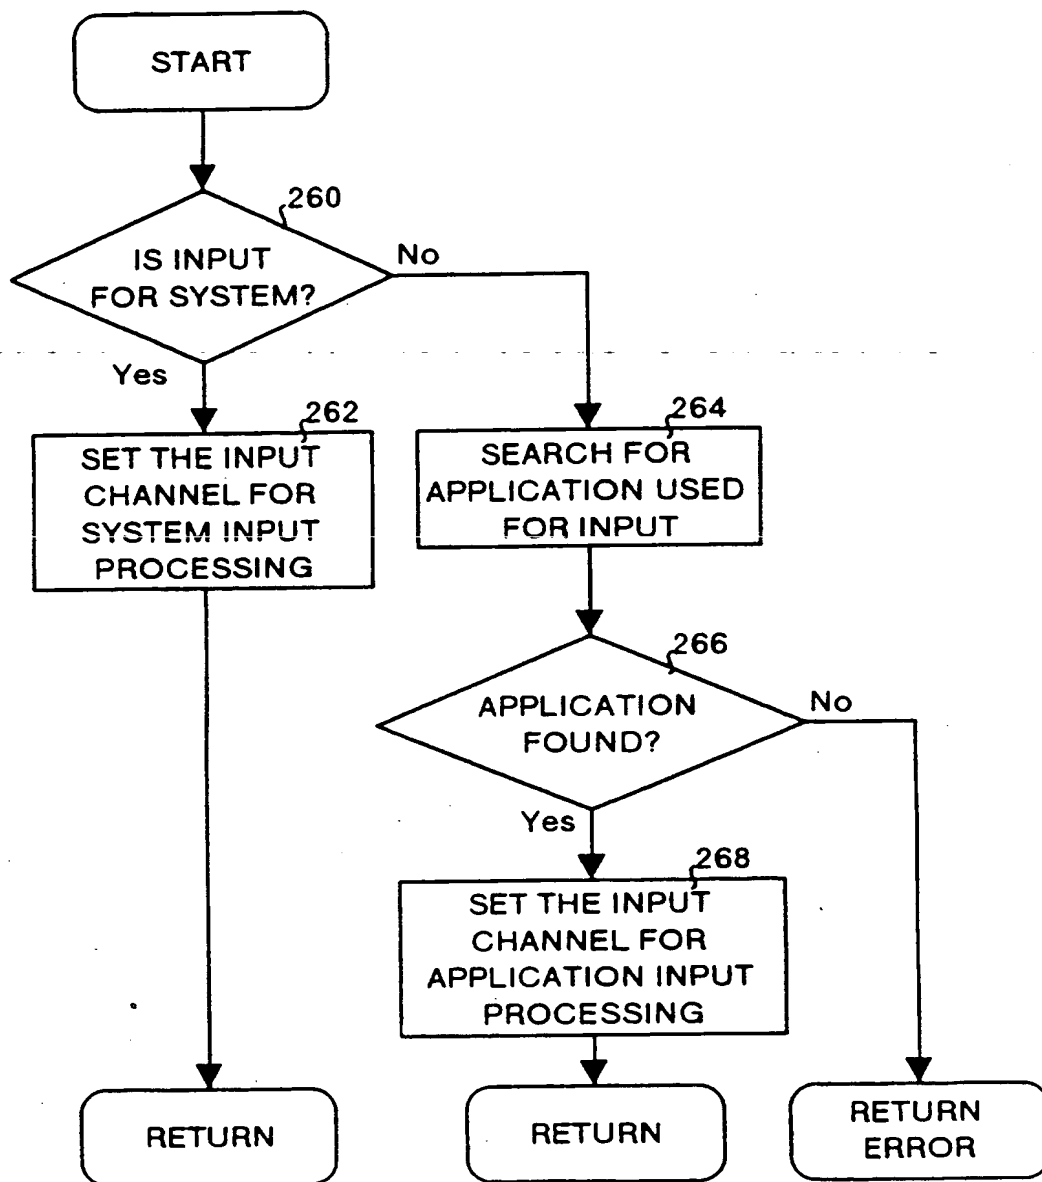 START
260
IS INPUT
FOR SYSTEM?
No
Yes
262
SET THE INPUT
CHANNEL FOR
SYSTEM INPUT
PROCESSING
264
SEARCH FOR
APPLICATION USED
FOR INPUT
266
APPLICATION
FOUND?
No
Yes
268
SET THE INPUT
CHANNEL FOR
APPLICATION INPUT
PROCESSING
RETURN
RETURN
RETURN
ERROR